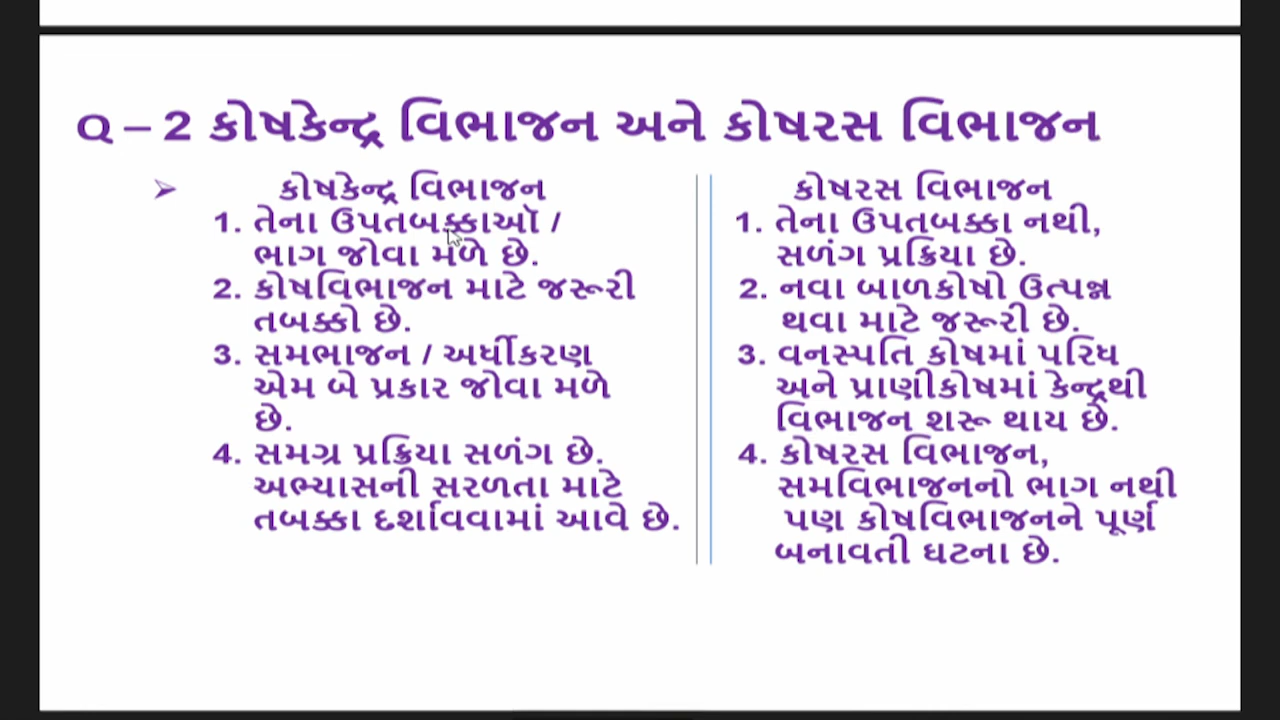 Q – 2 કોષકેન્દ્ર વિભાજન અને કોષરસ વિભાજન
➢ કોષકેન્દ્ર વિભાજન
1. તેના ઉપતબક્કાઑ /
ભાગ જોવા મળે છે.
2. કોષવિભાજન માટે જરૂરી
તબક્કો છે.
3. સમભાજન / અર્ધીકરણ
એમ બે પ્રકાર જોવા મળે
છે.
4. સમગ્ર પ્રક્રિયા સળંગ છે.
અભ્યાસની સરળતા માટે
તબક્કા દર્શાવવામાં આવે છે.
કોષરસ વિભાજન
1. તેના ઉપતબક્કા નથી,
સળંગ પ્રક્રિયા છે.
2. નવા બાળકોષો ઉત્પન્ન
થવા માટે જરૂરી છે.
3. વનસ્પતિ કોષમાં પરિઘ
અને પ્રાણીકોષમાં કેન્દ્રથી
વિભાજન શરૂ થાય છે.
4. કોષરસ વિભાજન,
સમવિભાજનનો ભાગ નથી
પણ કોષવિભાજનને પૂર્ણ
બનાવતી ઘટના છે.